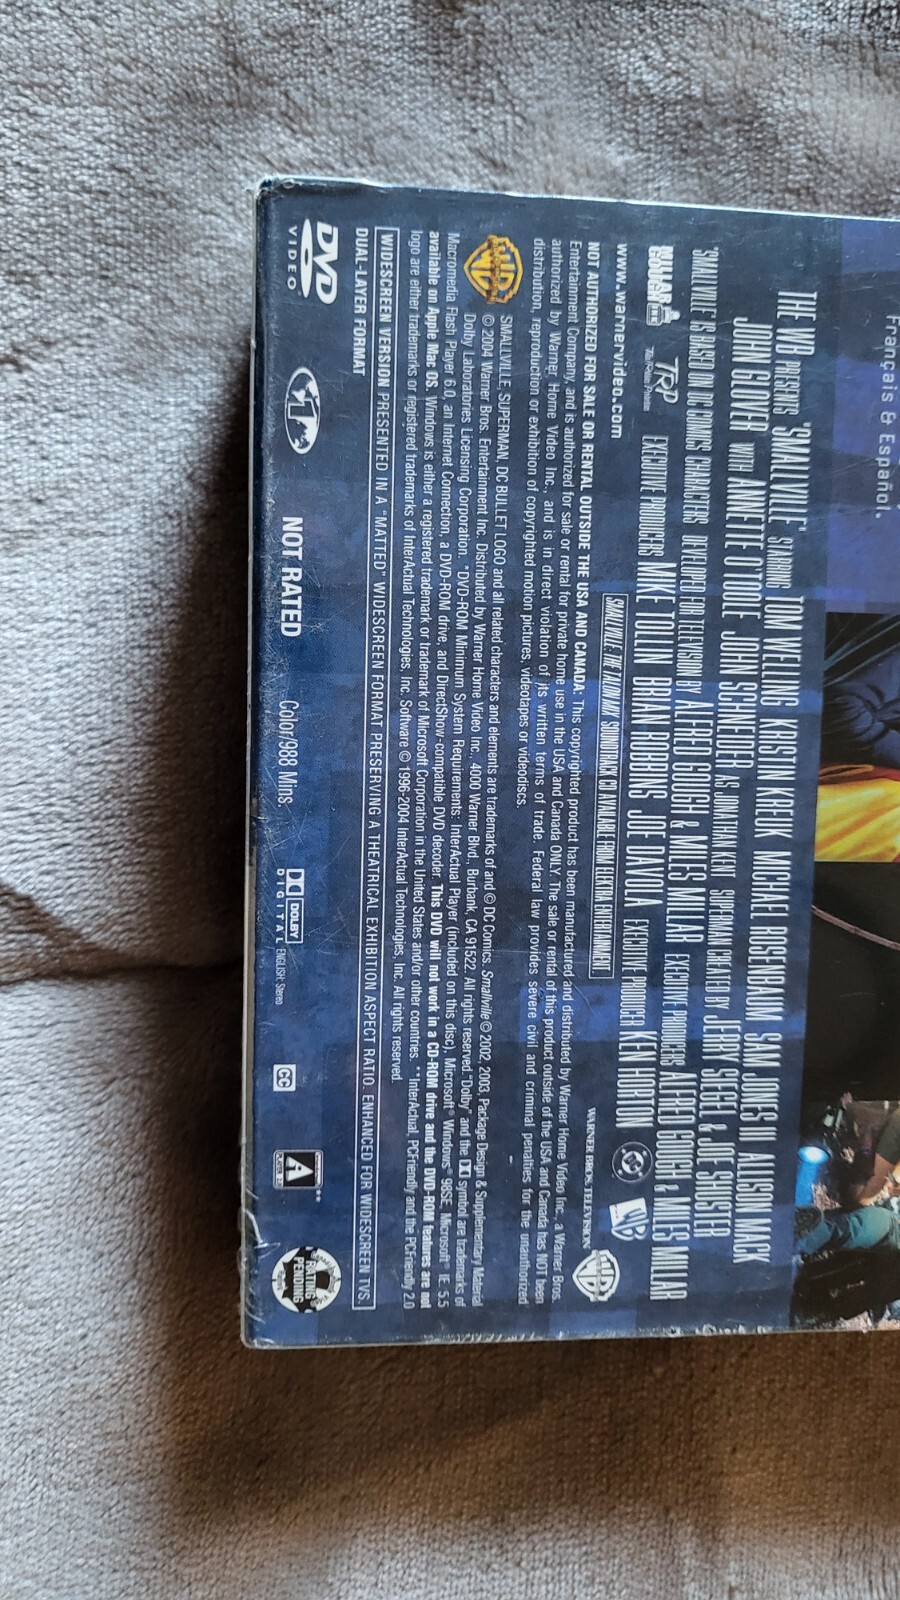 Français & Español.
THE WB PRESENTS "SMALLVILLE" STARRING TOM WELLING KRISTIN KREUK MICHAEL ROSENBAUM SAM JONES III ALLISON MACK
JOHN GLOVER WITH ANNETTE O'TOOLE JOHN SCHNEIDER AS JONATHAN KENT SUPERMAN CREATED BY JERRY SIEGEL & JOE SHUSTER
"SMALLVILLE" IS BASED ON DC COMICS CHARACTERS DEVELOPED FOR TELEVISION BY ALFRED GOUGH & MILES MILLAR EXECUTIVE PRODUCERS ALFRED GOUGH & MILES MILLAR
MILLAR GOUGH INK TRP Tollin/Robbins Productions EXECUTIVE PRODUCERS MIKE TOLLIN BRIAN ROBBINS JOE DAVOLA EXECUTIVE PRODUCER KEN HORTON DC WB
www.warnervideo.com SMALLVILLE: THE TALON MIX SOUNDTRACK CD AVAILABLE FROM ELEKTRA ENTERTAINMENT. WARNER BROS. TELEVISION WB
NOT AUTHORIZED FOR SALE OR RENTAL OUTSIDE THE USA AND CANADA: This copyrighted product has been manufactured and distributed by Warner Home Video Inc., a Warner Bros.
Entertainment Company, and is authorized for sale or rental for private home use in the USA and Canada ONLY. The sale or rental of this product outside of the USA and Canada has NOT been
authorized by Warner Home Video Inc., and is in direct violation of its written terms of trade. Federal law provides severe civil and criminal penalties for the unauthorized
distribution, reproduction or exhibition of copyrighted motion pictures, videotapes or videodiscs.
WB SMALLVILLE, SUPERMAN, DC BULLET LOGO and all related characters and elements are trademarks of and © DC Comics. Smallville © 2002, 2003, Package Design & Supplementary Material
© 2004 Warner Bros. Entertainment Inc. Distributed by Warner Home Video Inc., 4000 Warner Blvd., Burbank, CA 91522. All rights reserved. "Dolby" and the DD symbol are trademarks of
Dolby Laboratories Licensing Corporation. *DVD-ROM Minimum System Requirements: InterActual Player (included on this disc), Microsoft® Windows® 98SE, Microsoft® IE 5.5
Macromedia Flash Player 6.0, an Internet Connection, a DVD-ROM drive, and DirectShow-compatible DVD decoder. This DVD will not work in a CD-ROM drive and the DVD-ROM features are not
available on Apple Mac OS. Windows is either a registered trademark or trademark of Microsoft Corporation in the United States and/or other countries. **InterActual, PCFriendly and the PCFriendly 2.0
logo are either trademarks or registered trademarks of InterActual Technologies, Inc. Software © 1996-2004 InterActual Technologies, Inc. All rights reserved.
WIDESCREEN VERSION PRESENTED IN A "MATTED" WIDESCREEN FORMAT PRESERVING A THEATRICAL EXHIBITION ASPECT RATIO. ENHANCED FOR WIDESCREEN TVS.
DUAL-LAYER FORMAT
DVD VIDEO 1 NOT RATED Color/988 Mins. DOLBY DIGITAL ENGLISH: Stereo CC A ** RATING PENDING